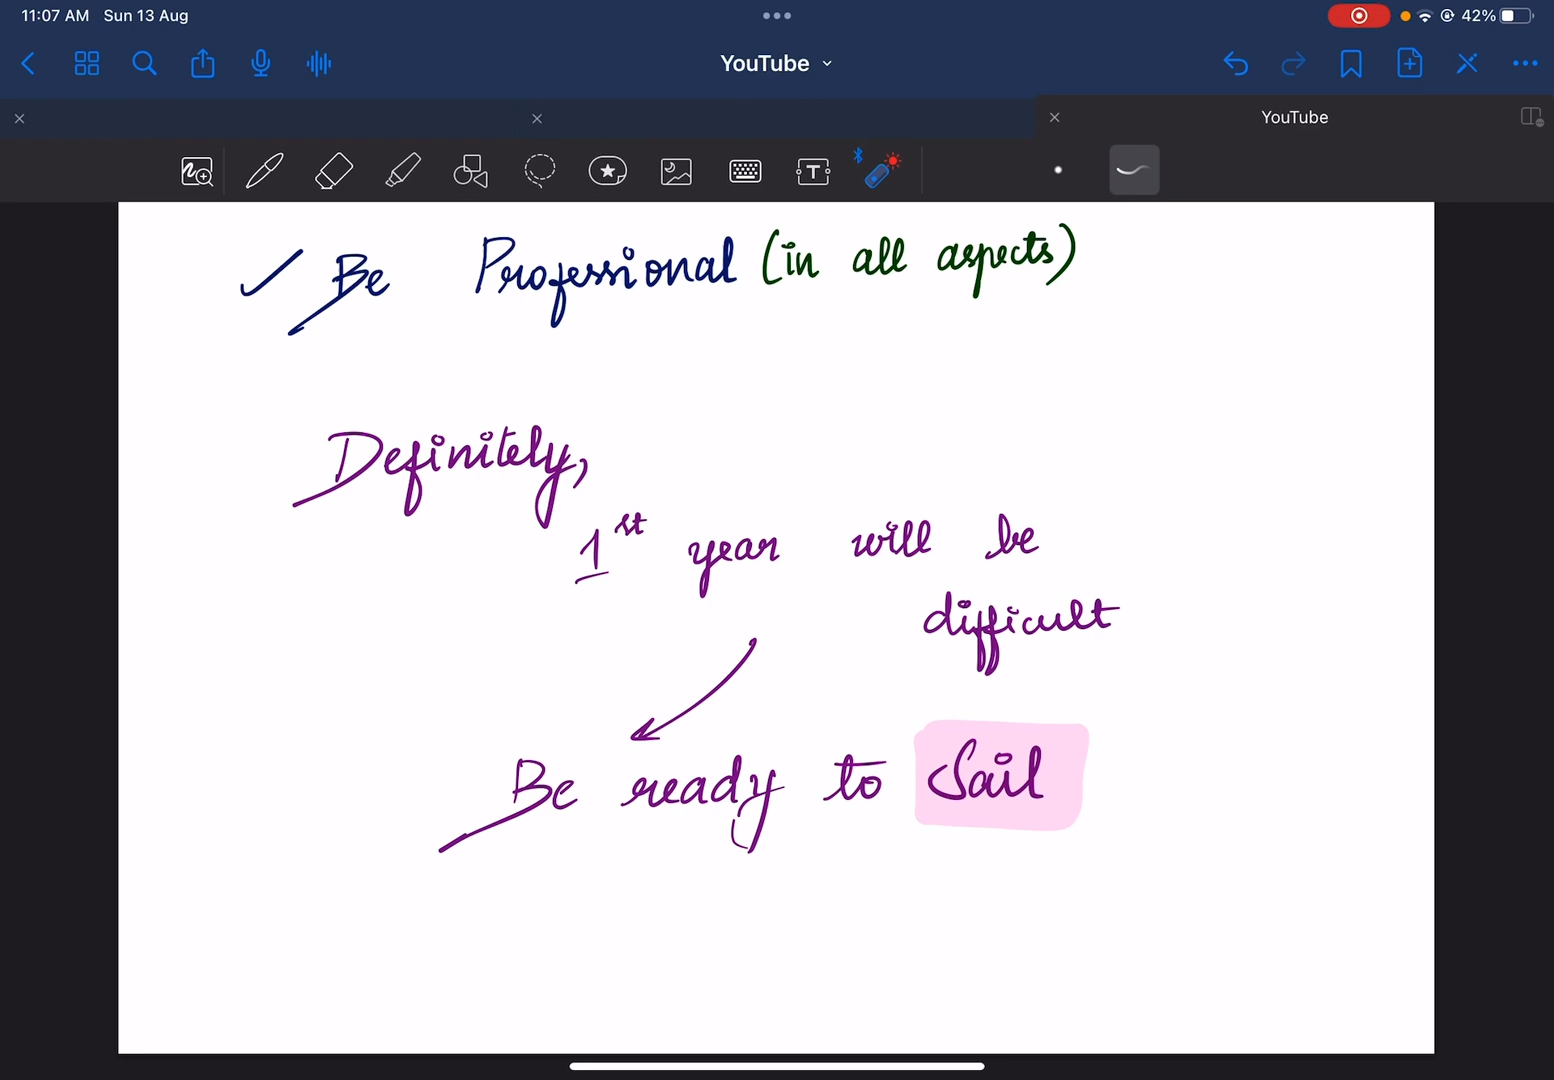 11:07 AM Sun 13 Aug
42%
YouTube
YouTube
T
✓ Be Professional (in all aspects)
Definitely,
1st year will be
difficult
Be ready to Sail